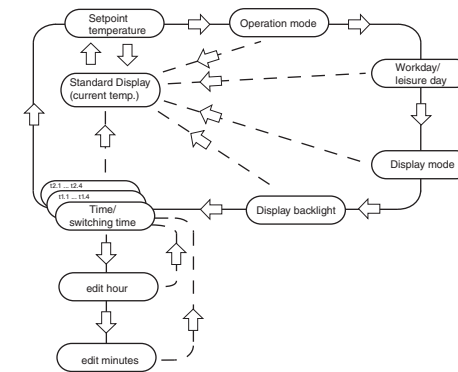 Setpoint
temperature
Operation mode
Standard Display
(current temp.)
Workday/
leisure day
Display mode
t2.1 ... t2.4
t1.1 ... t1.4
Time/
switching time
Display backlight
edit hour
edit minutes